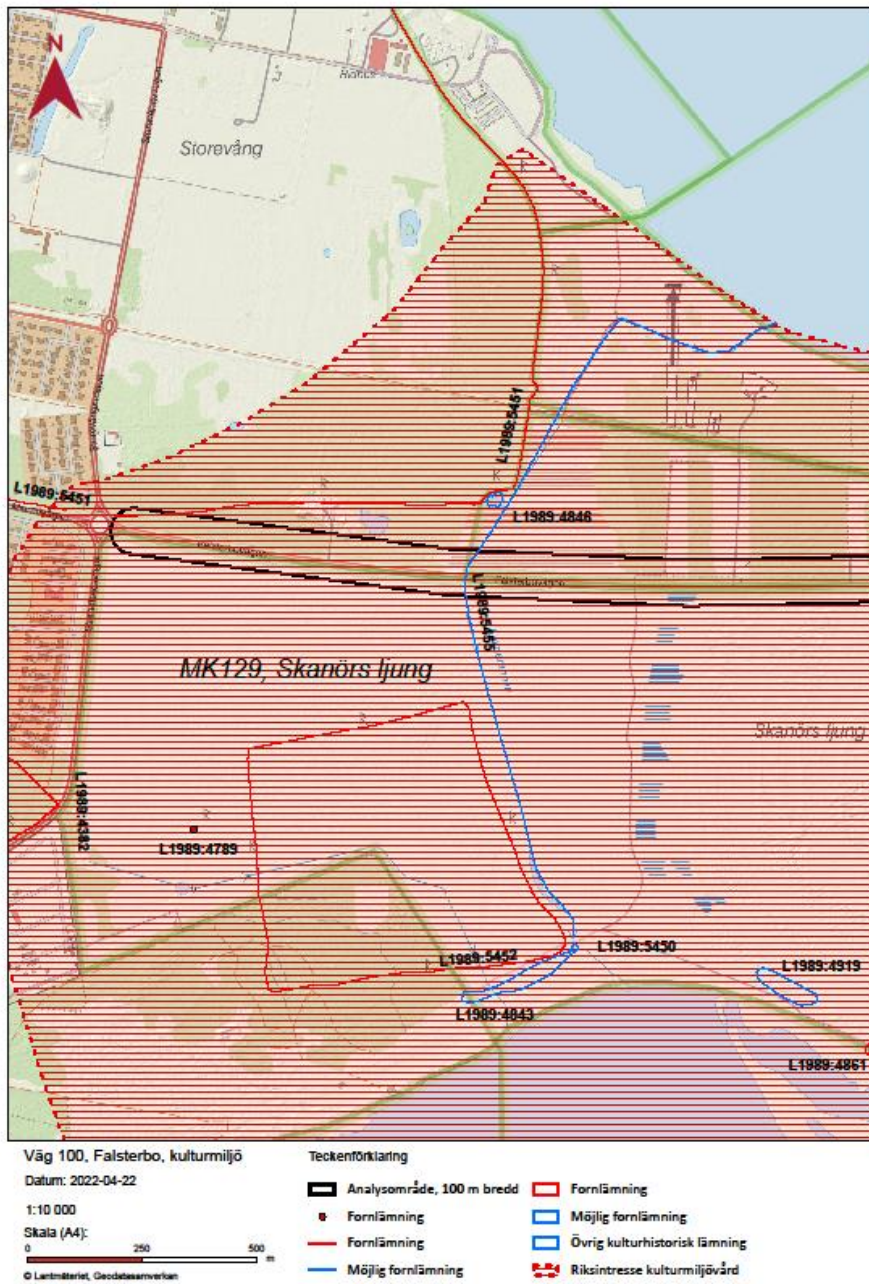 N
Storevång
L1989:5451
L1989:5451
L1989:4846
L1989:5455
MK129, Skanörs ljung
Skanörs ljung
L1989:4382
L1989:4789
L1989:5452
L1989:5450
L1989:4919
L1989:4843
L1989:4861
Väg 100, Falsterbo, kulturmiljö
Datum: 2022-04-22
1:10 000
Skala (A4):
0 250 500
m
© Lantmäteriet, Geodatasamverkan
Teckenförklaring
Analysområde, 100 m bredd
Fornlämning
Fornlämning
Möjlig fornlämning
Fornlämning
Möjlig fornlämning
Övrig kulturhistorisk lämning
Riksintresse kulturmiljövård